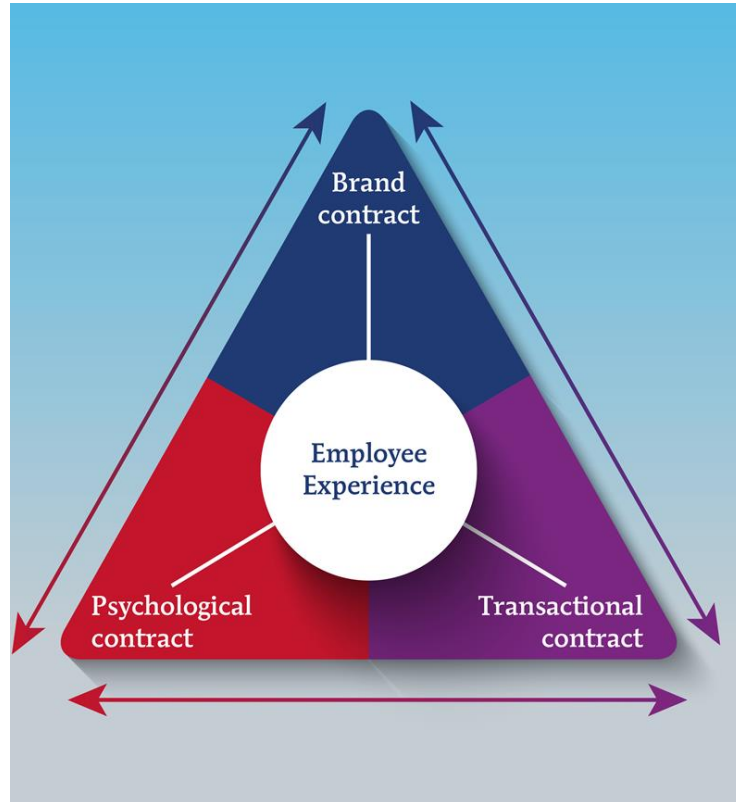 Brand
contract
Employee
Experience
Psychological
contract
Transactional
contract